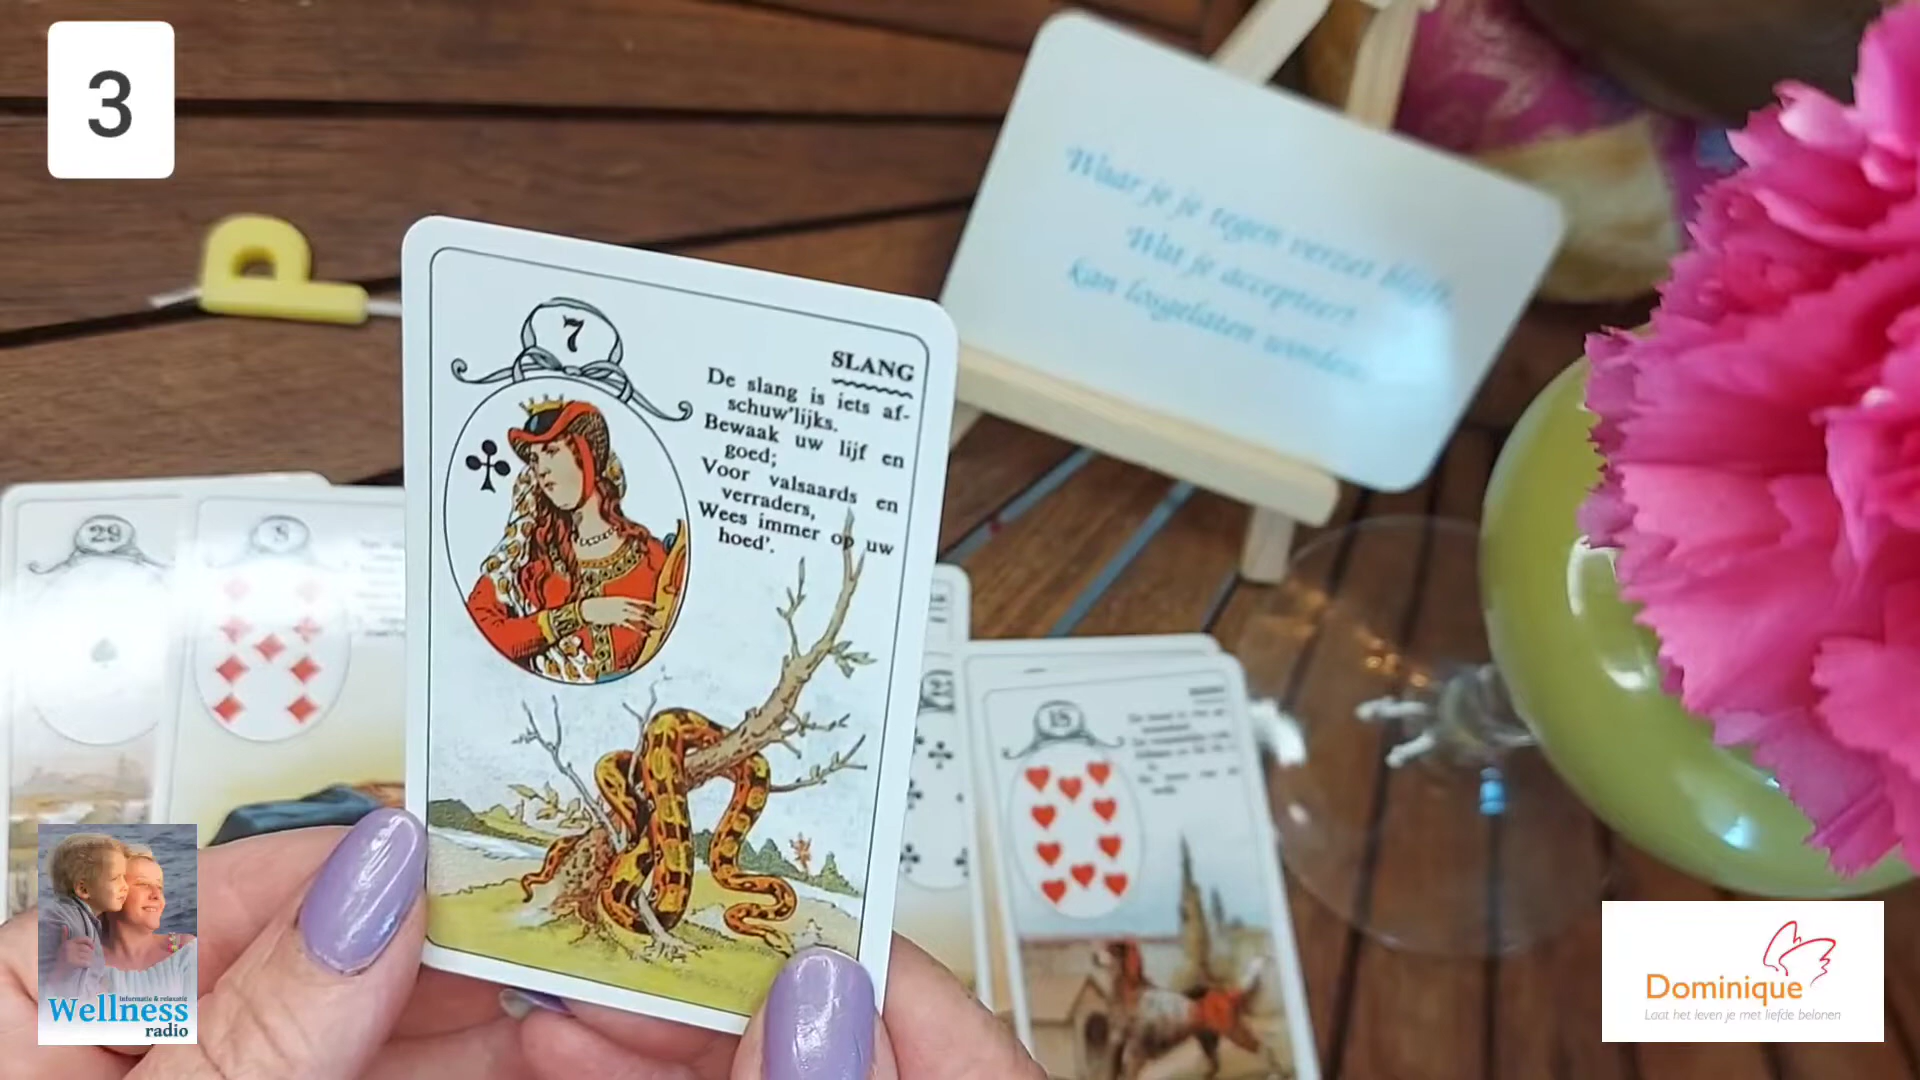 3
Waar je je tegen verzet blijft.
Wat je accepteert
kan losgelaten worden.
7
SLANG
De slang is iets af-
schuw'lijks.
Bewaak uw lijf en
goed;
Voor valsaards en
verraders,
Wees immer op uw
hoed'.
29
8
15
Wellness
informatie & relaxatie
radio
Dominique
Laat het leven je met liefde belonen